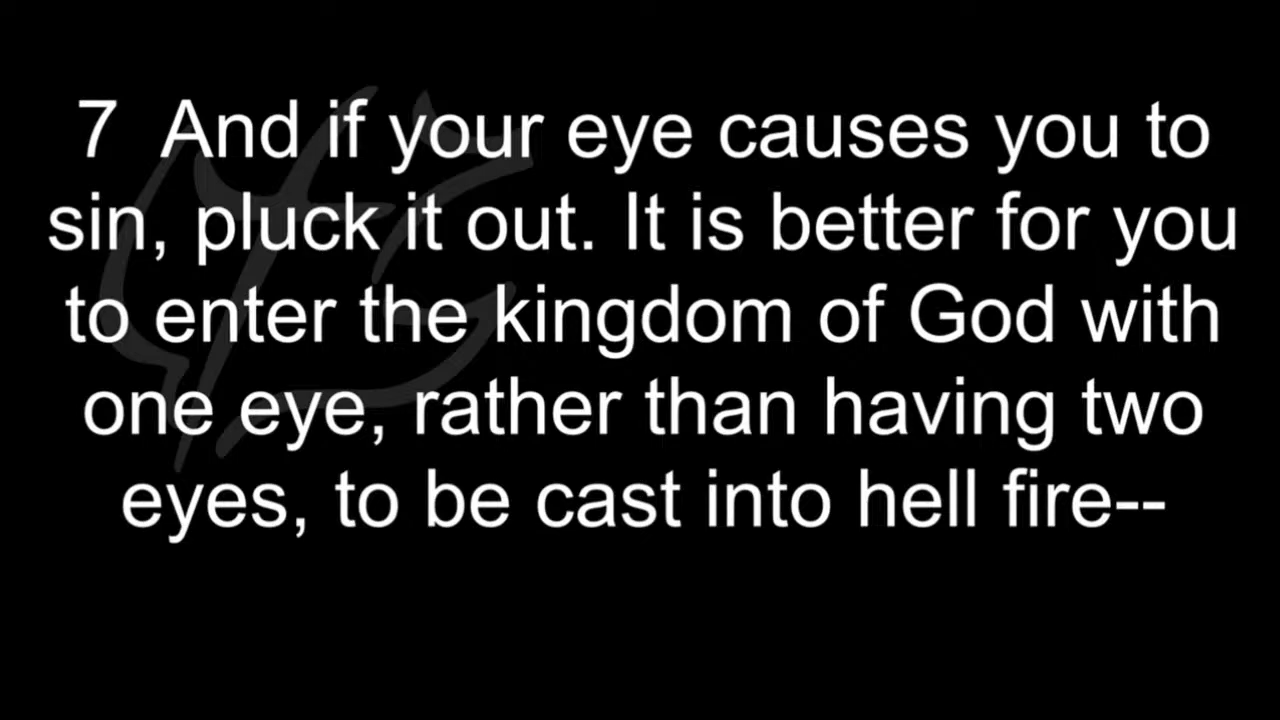 7 And if your eye causes you to
sin, pluck it out. It is better for you
to enter the kingdom of God with
one eye, rather than having two
eyes, to be cast into hell fire--